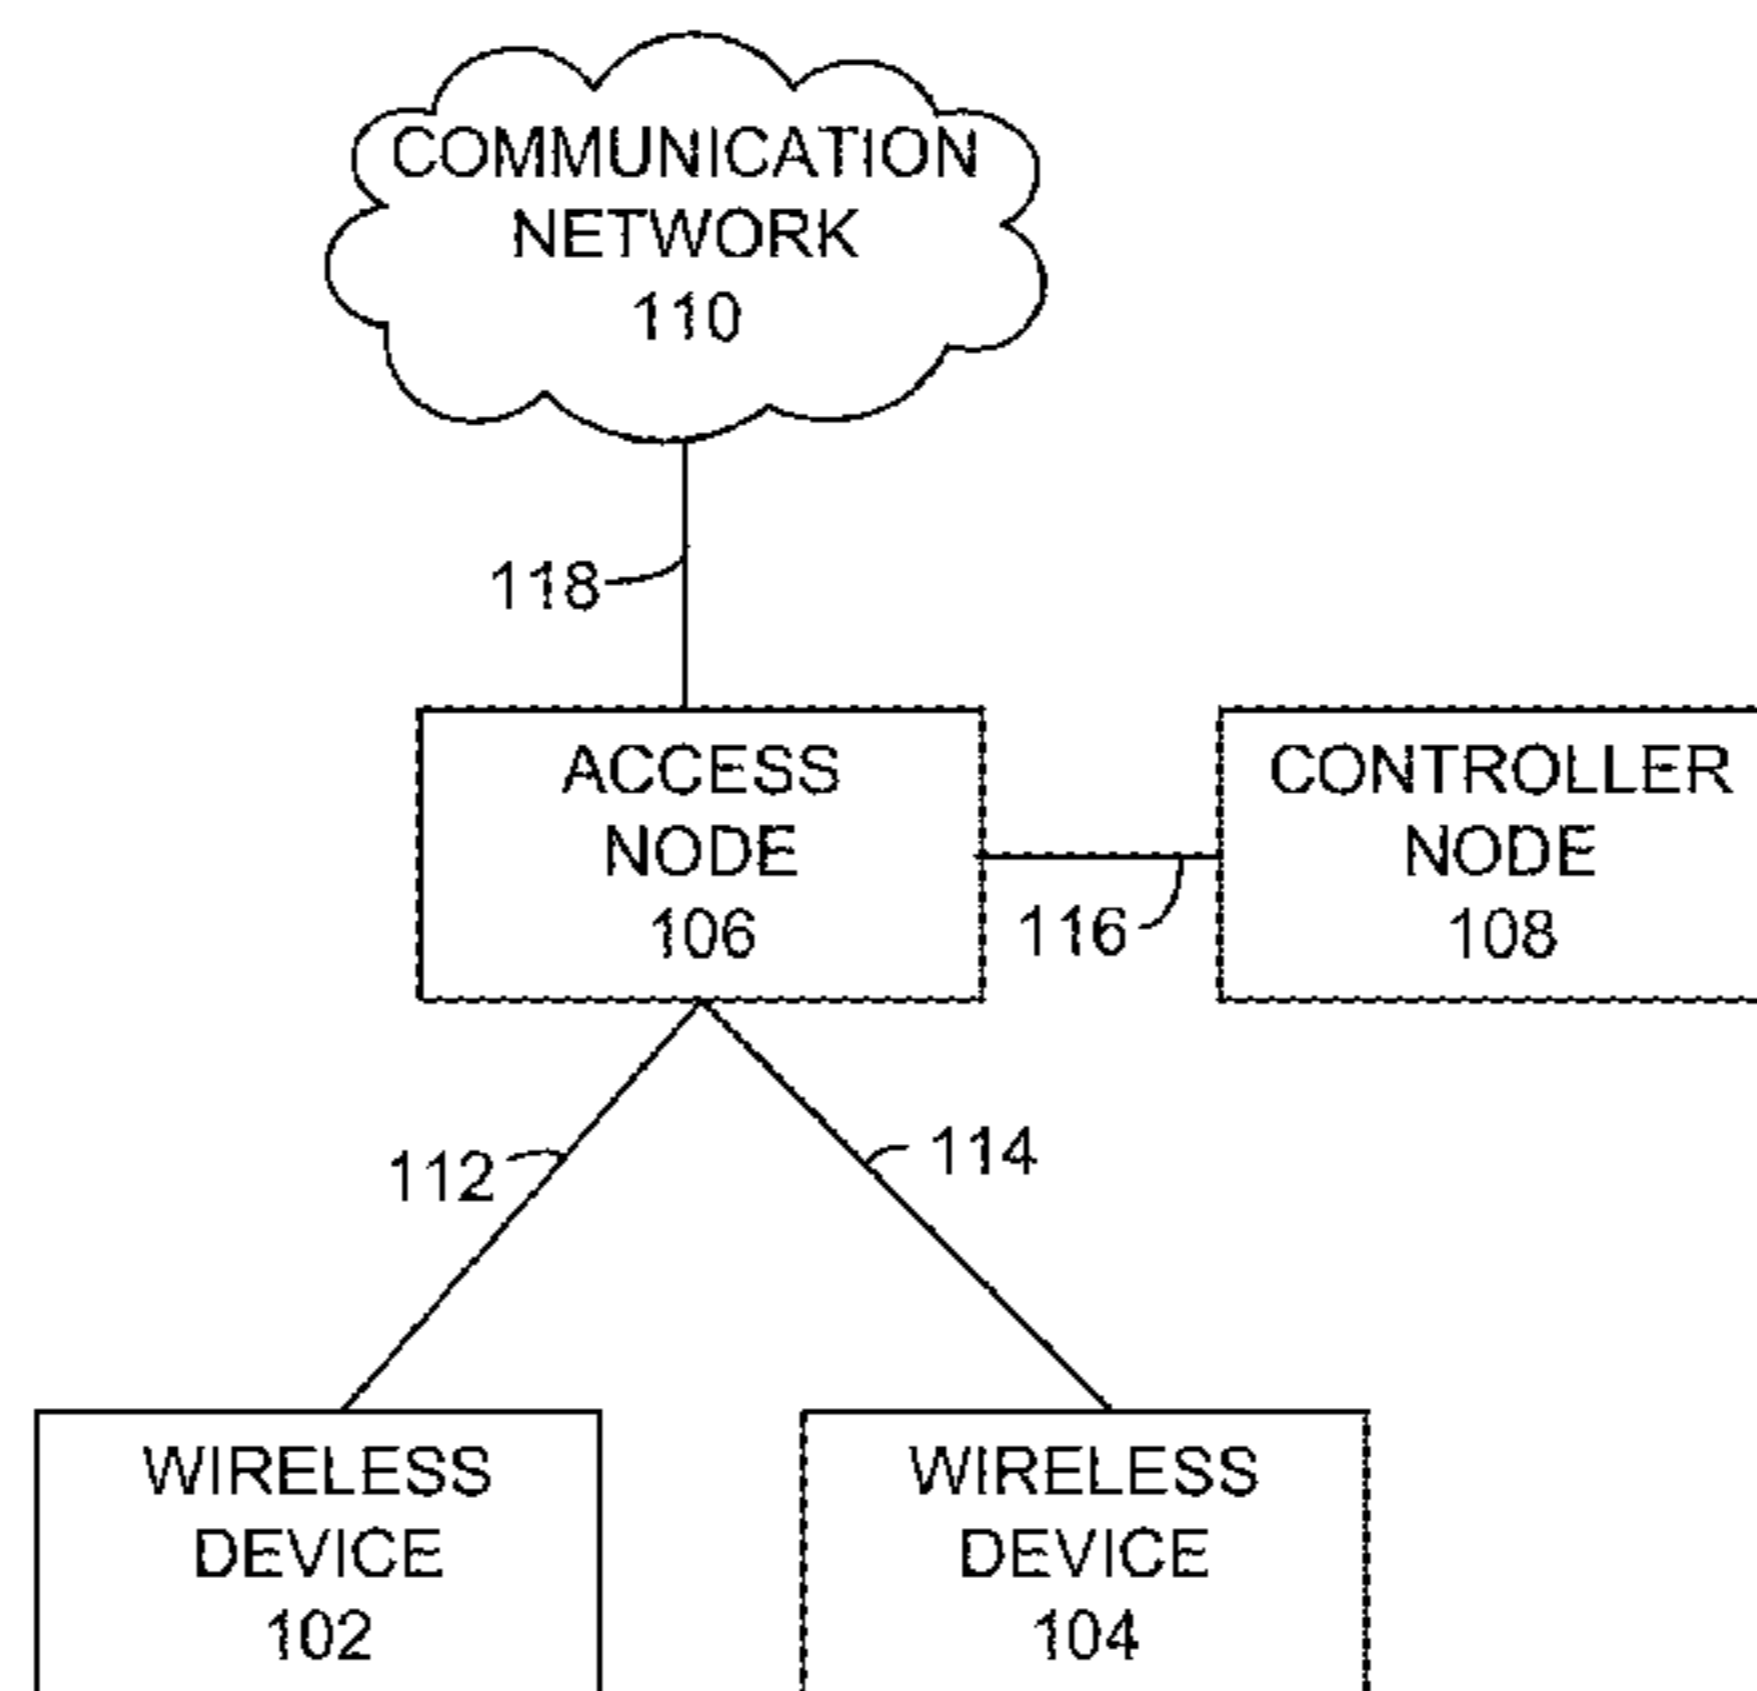 COMMUNICATION
NETWORK
110
118
ACCESS
NODE
106
116
CONTROLLER
NODE
108
112
114
WIRELESS
DEVICE
102
WIRELESS
DEVICE
104